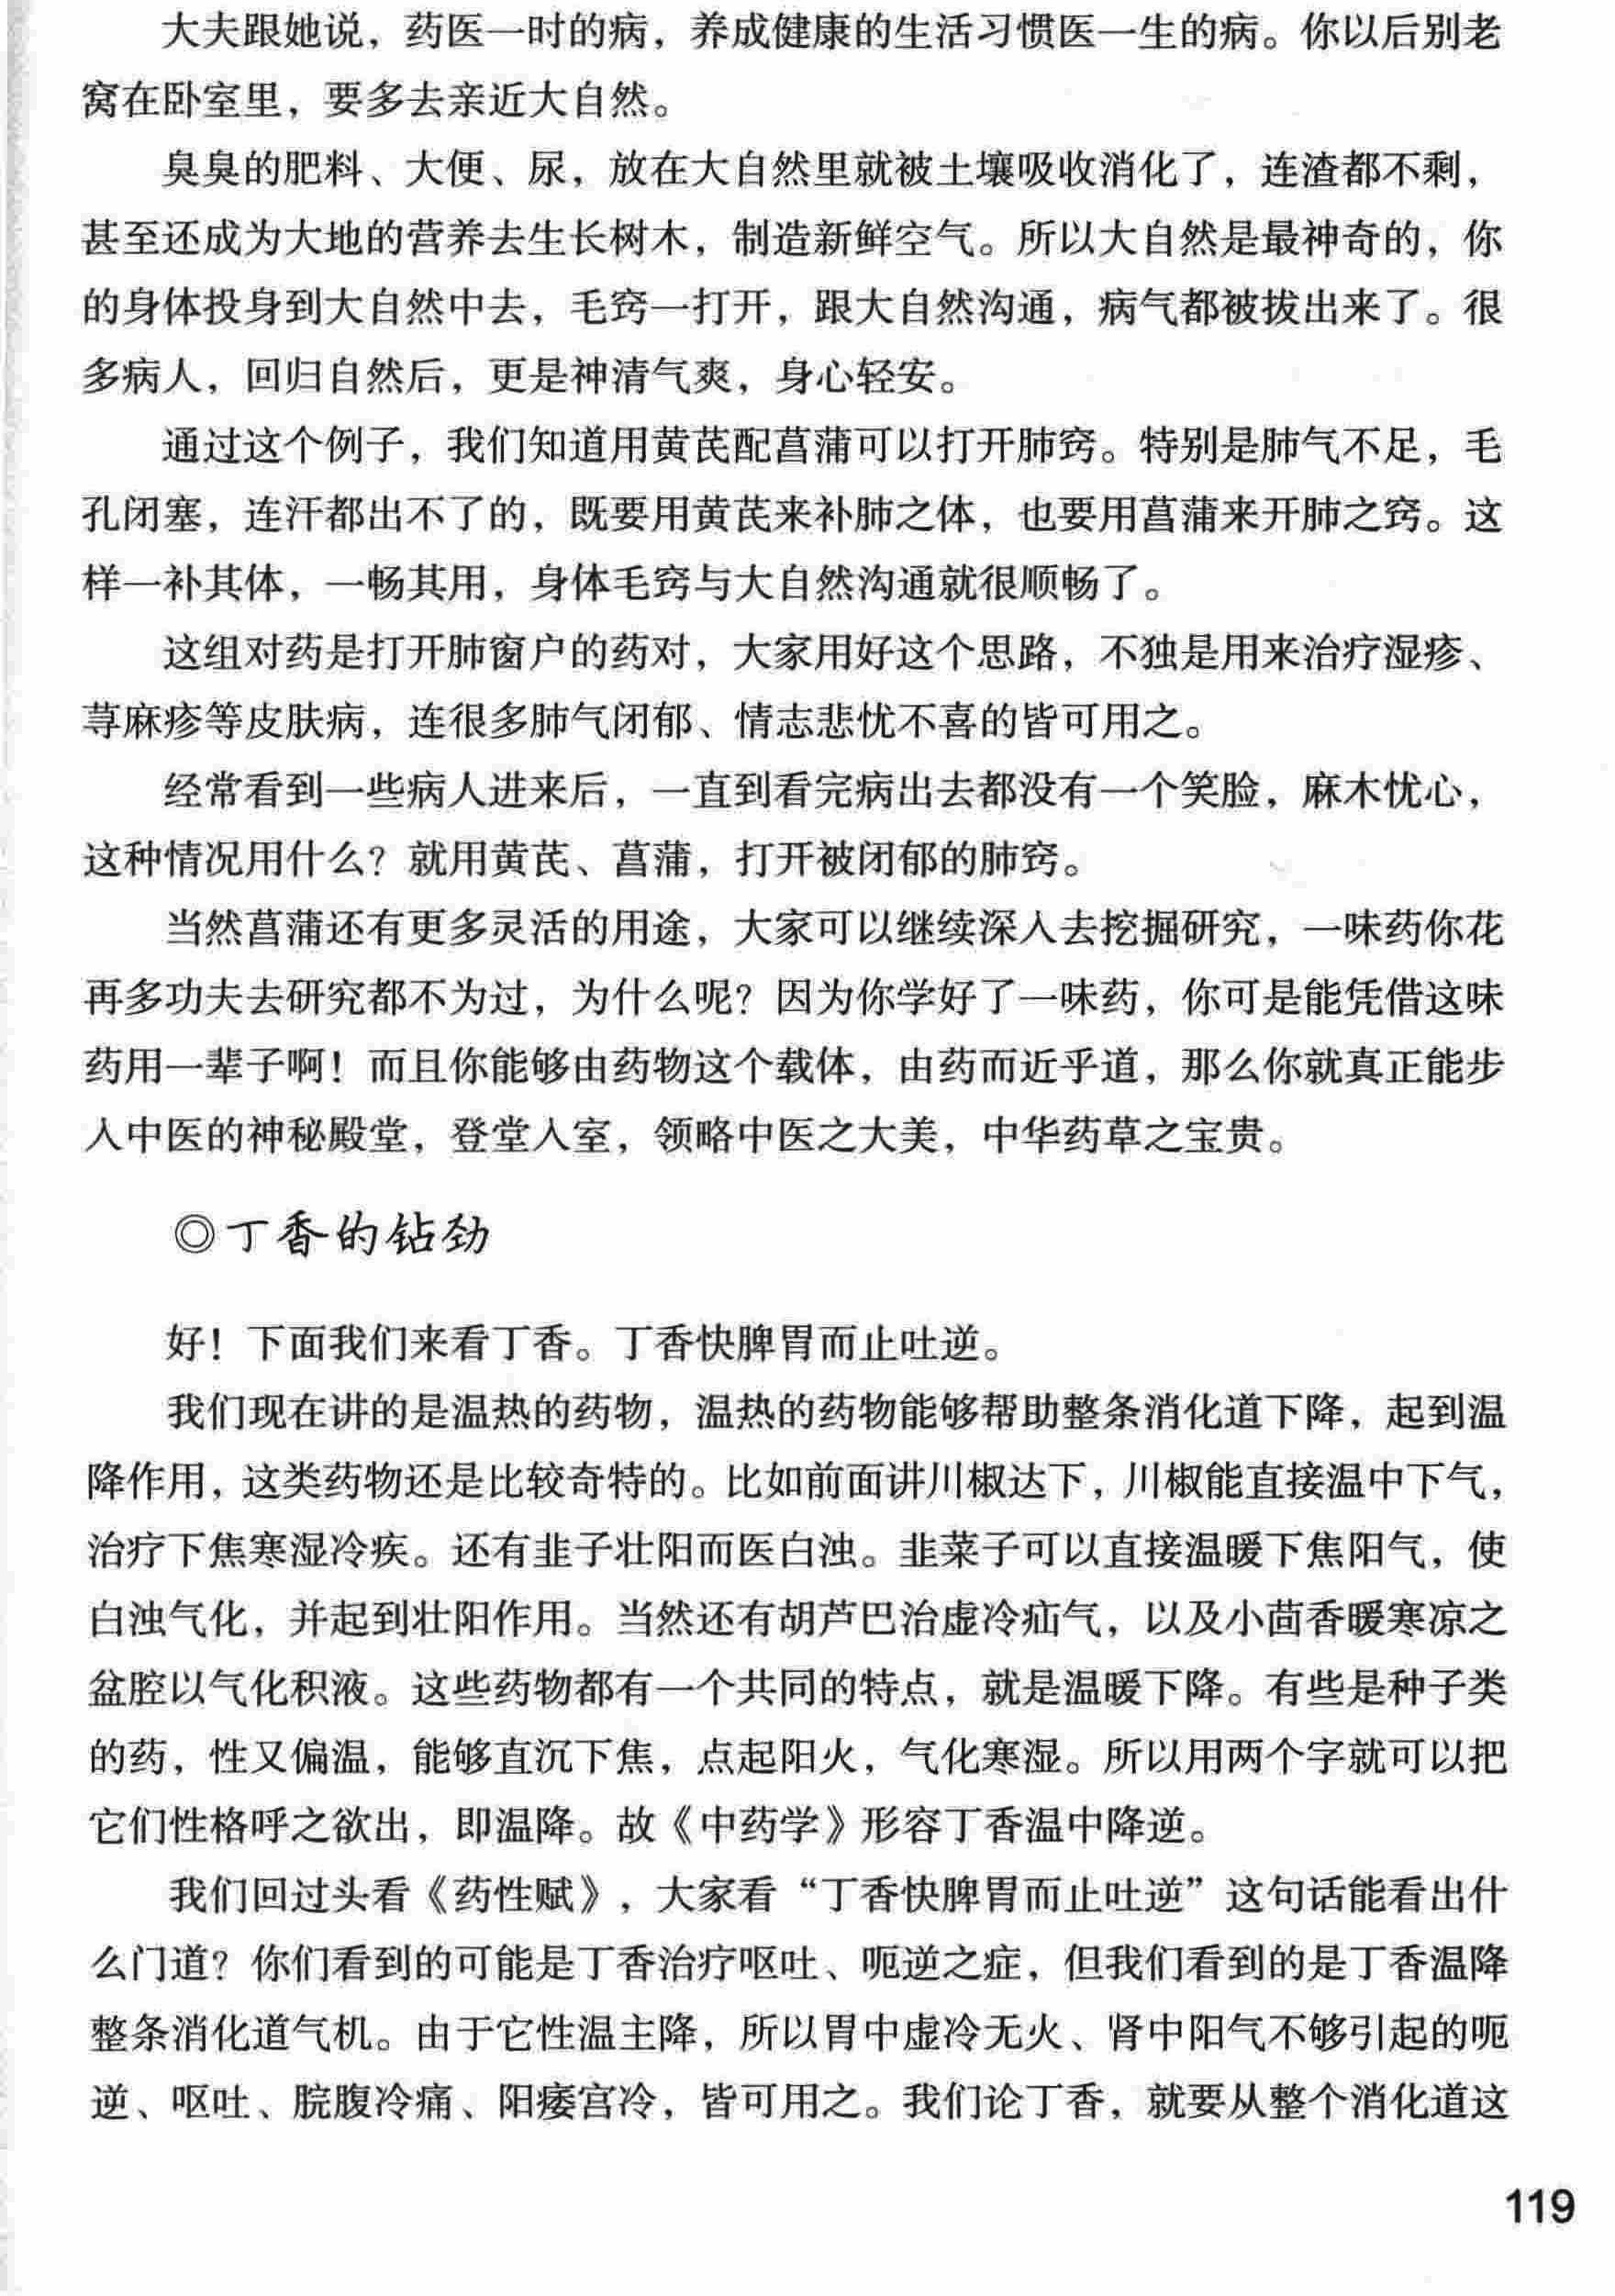 大夫跟她说，药医一时的病，养成健康的生活习惯医一生的病。你以后别老
窝在卧室里，要多去亲近大自然。
臭臭的肥料、大便、尿，放在大自然里就被土壤吸收消化了，连渣都不剩，
甚至还成为大地的营养去生长树木，制造新鲜空气。所以大自然是最神奇的，你
的身体投身到大自然中去，毛窍一打开，跟大自然沟通，病气都被拔出来了。很
多病人，回归自然后，更是神清气爽，身心轻安。
通过这个例子，我们知道用黄芪配菖蒲可以打开肺窍。特别是肺气不足，毛
孔闭塞，连汗都出不了的，既要用黄芪来补肺之体，也要用菖蒲来开肺之窍。这
样一补其体，一畅其用，身体毛窍与大自然沟通就很顺畅了。
这组对药是打开肺窗户的药对，大家用好这个思路，不独是用来治疗湿疹、
荨麻疹等皮肤病，连很多肺气闭郁、情志悲忧不喜的皆可用之。
经常看到一些病人进来后，一直到看完病出去都没有一个笑脸，麻木忧心，
这种情况用什么？就用黄芪、菖蒲，打开被闭郁的肺窍。
当然菖蒲还有更多灵活的用途，大家可以继续深入去挖掘研究，一味药你花
再多功夫去研究都不为过，为什么呢？因为你学好了一味药，你可是能凭借这味
药用一辈子啊！而且你能够由药物这个载体，由药而近乎道，那么你就真正能步
入中医的神秘殿堂，登堂入室，领略中医之大美，中华药草之宝贵。
◎丁香的钻劲
好！下面我们来看丁香。丁香快脾胃而止吐逆。
我们现在讲的是温热的药物，温热的药物能够帮助整条消化道下降，起到温
降作用，这类药物还是比较奇特的。比如前面讲川椒达下，川椒能直接温中下气，
治疗下焦寒湿冷疾。还有韭子壮阳而医白浊。韭菜子可以直接温暖下焦阳气，使
白浊气化，并起到壮阳作用。当然还有胡芦巴治虚冷疝气，以及小茴香暖寒凉之
盆腔以气化积液。这些药物都有一个共同的特点，就是温暖下降。有些是种子类
的药，性又偏温，能够直沉下焦，点起阳火，气化寒湿。所以用两个字就可以把
它们性格呼之欲出，即温降。故《中药学》形容丁香温中降逆。
我们回过头看《药性赋》，大家看“丁香快脾胃而止吐逆”这句话能看出什
么门道？你们看到的可能是丁香治疗呕吐、呃逆之症，但我们看到的是丁香温降
整条消化道气机。由于它性温主降，所以胃中虚冷无火、肾中阳气不够引起的呃
逆、呕吐、脘腹冷痛、阳痿宫冷，皆可用之。我们论丁香，就要从整个消化道这
119